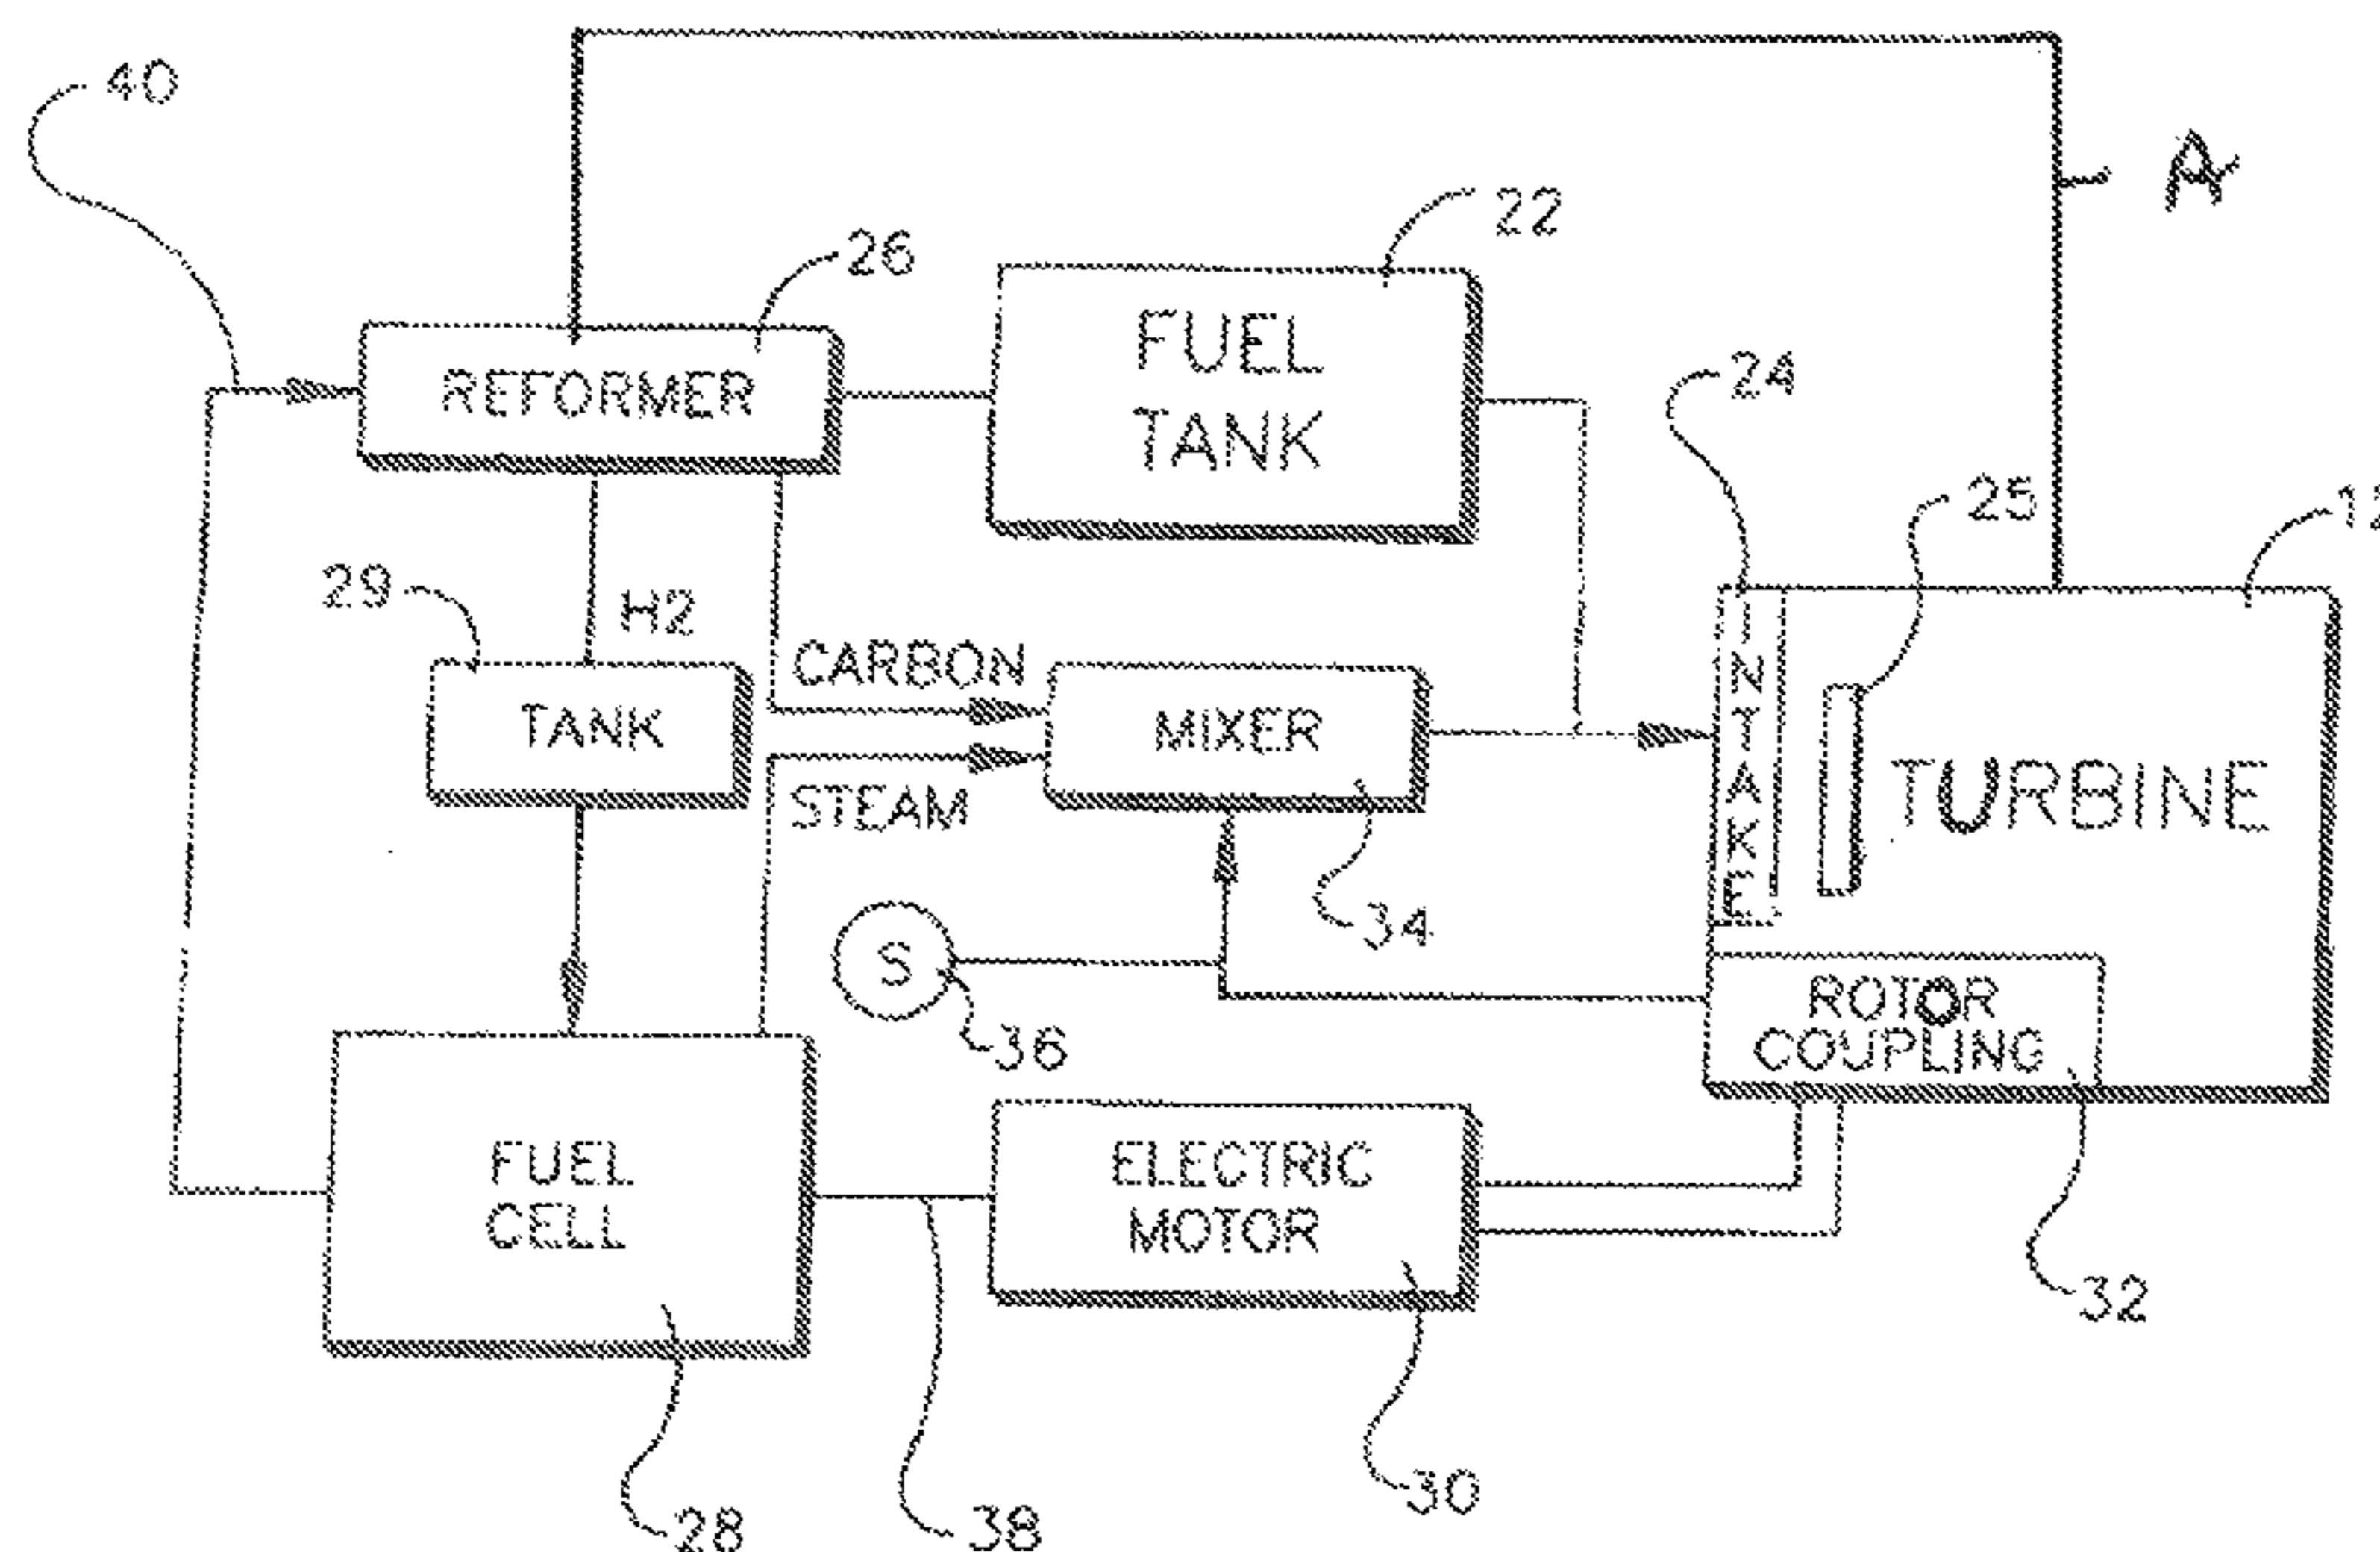 40
A
22
26
FUEL
TANK
REFORMER
24
25
12
29
H2
CARBON
TANK
MIXER
INTAKE
TURBINE
STEAM
34
S
36
ROTOR
COUPLING
FUEL
CELL
ELECTRIC
MOTOR
32
30
28
38